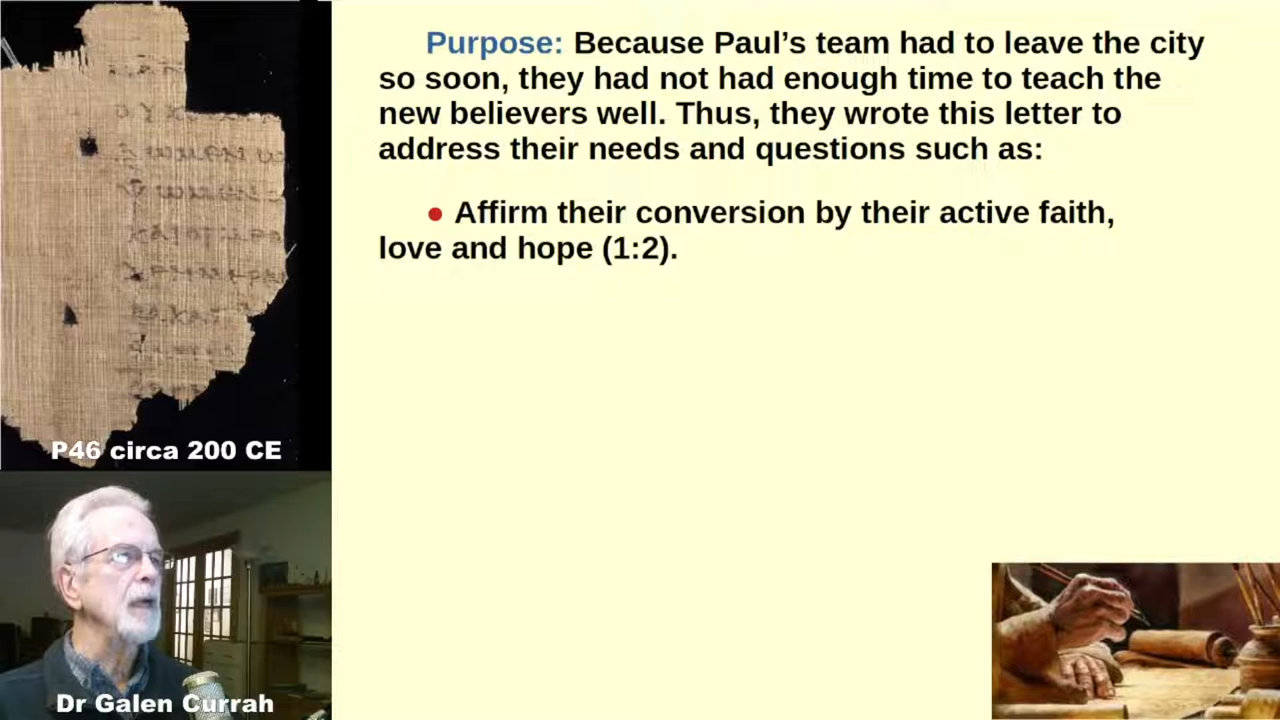 Purpose: Because Paul’s team had to leave the city
so soon, they had not had enough time to teach the
new believers well. Thus, they wrote this letter to
address their needs and questions such as:
● Affirm their conversion by their active faith,
love and hope (1:2).
P46 circa 200 CE
Dr Galen Currah